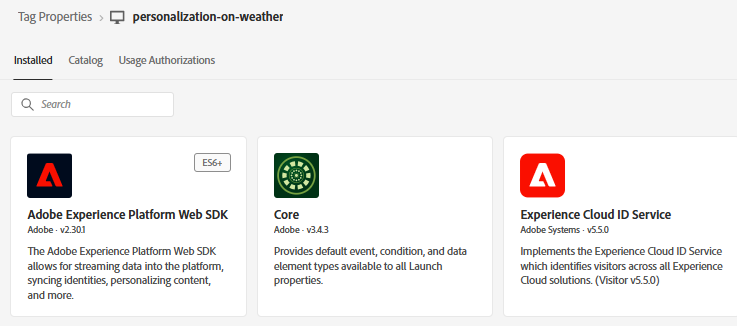 Tag Properties > personalization-on-weather
Installed Catalog Usage Authorizations
Search
ES6+
Adobe Experience Platform Web SDK
Adobe · v2.30.1
The Adobe Experience Platform Web SDK
allows for streaming data into the platform,
syncing identities, personalizing content,
and more.
Core
Adobe · v3.4.3
Provides default event, condition, and data
element types available to all Launch
properties.
Experience Cloud ID Service
Adobe Systems · v5.5.0
Implements the Experience Cloud ID Service
which identifies visitors across all Experience
Cloud solutions. (Visitor v5.5.0)